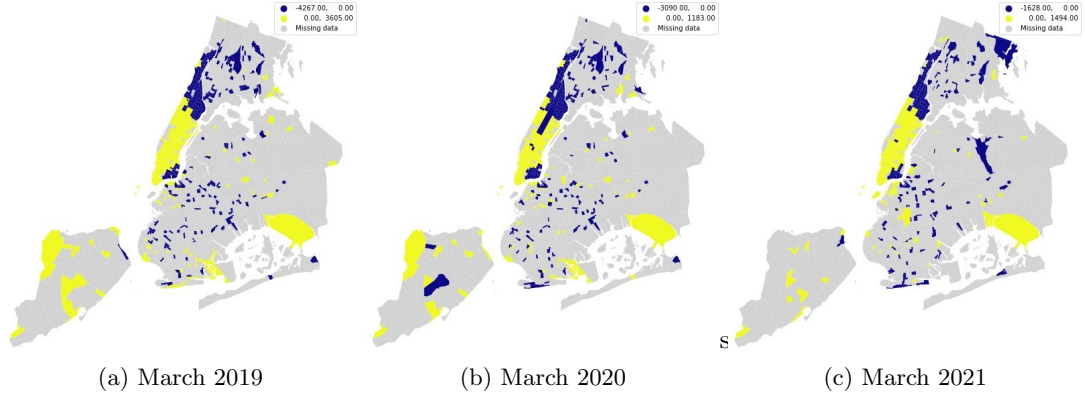 -4267.00, 0.00
0.00, 3605.00
Missing data
-3090.00, 0.00
0.00, 1183.00
Missing data
-1628.00, 0.00
0.00, 1494.00
Missing data
s
(a) March 2019
(b) March 2020
(c) March 2021